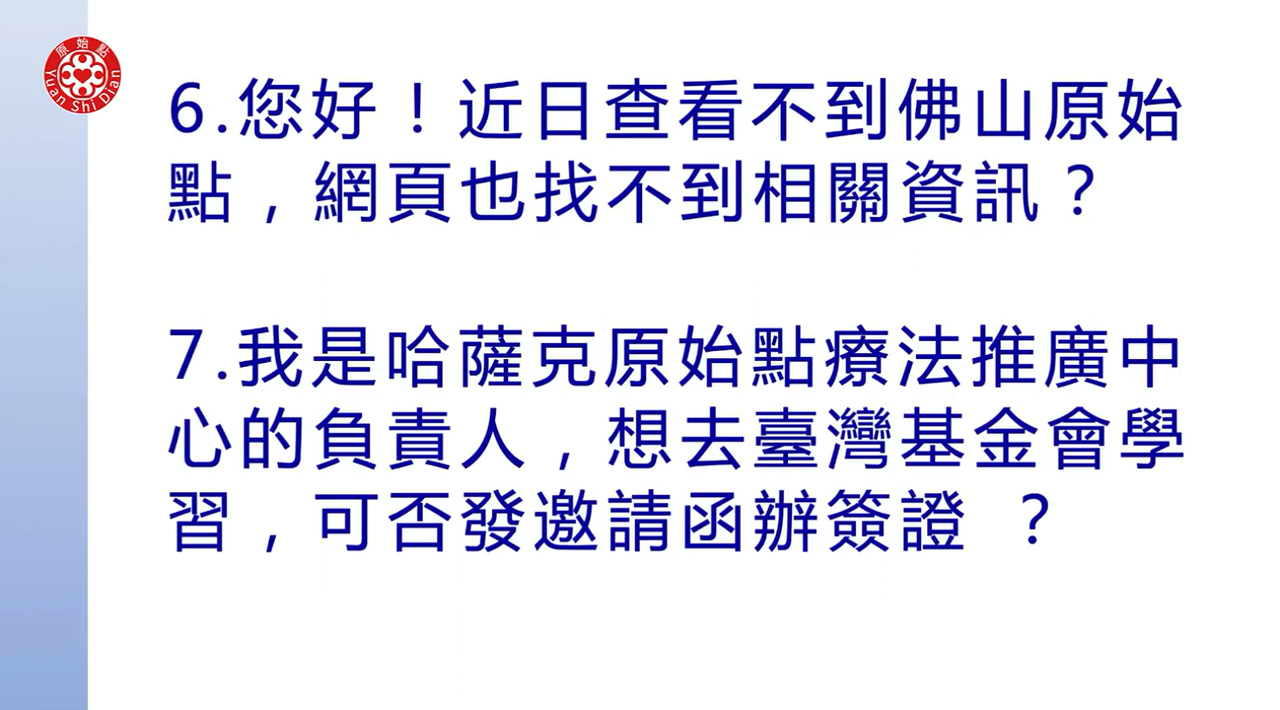 原始點
Yuan Shi Dian
6.您好！近日查看不到佛山原始
點，網頁也找不到相關資訊？
7.我是哈薩克原始點療法推廣中
心的負責人，想去臺灣基金會學
習，可否發邀請函辦簽證 ？